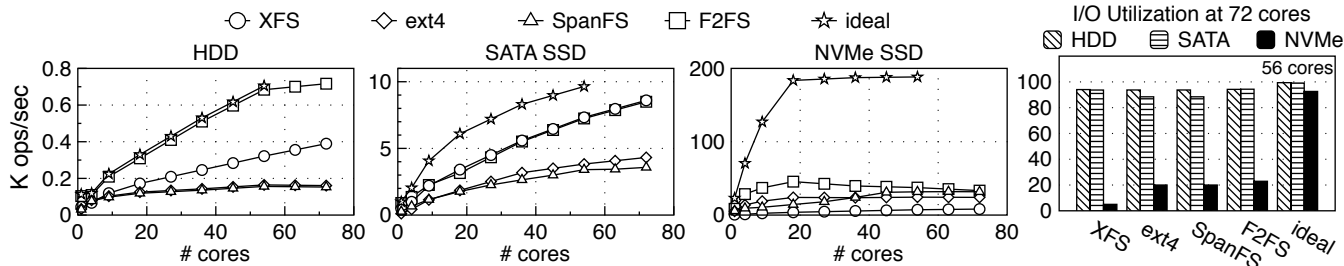 XFS ext4 SpanFS F2FS ideal
I/O Utilization at 72 cores
HDD SATA NVMe
HDD
SATA SSD
NVMe SSD
56 cores
K ops/sec
0.8
0.6
0.4
0.2
0
0 20 40 60 80
# cores
10
5
0
0 20 40 60 80
# cores
200
100
0
0 20 40 60 80
# cores
100
80
60
40
20
0
XFS
ext4
SpanFS
F2FS
ideal